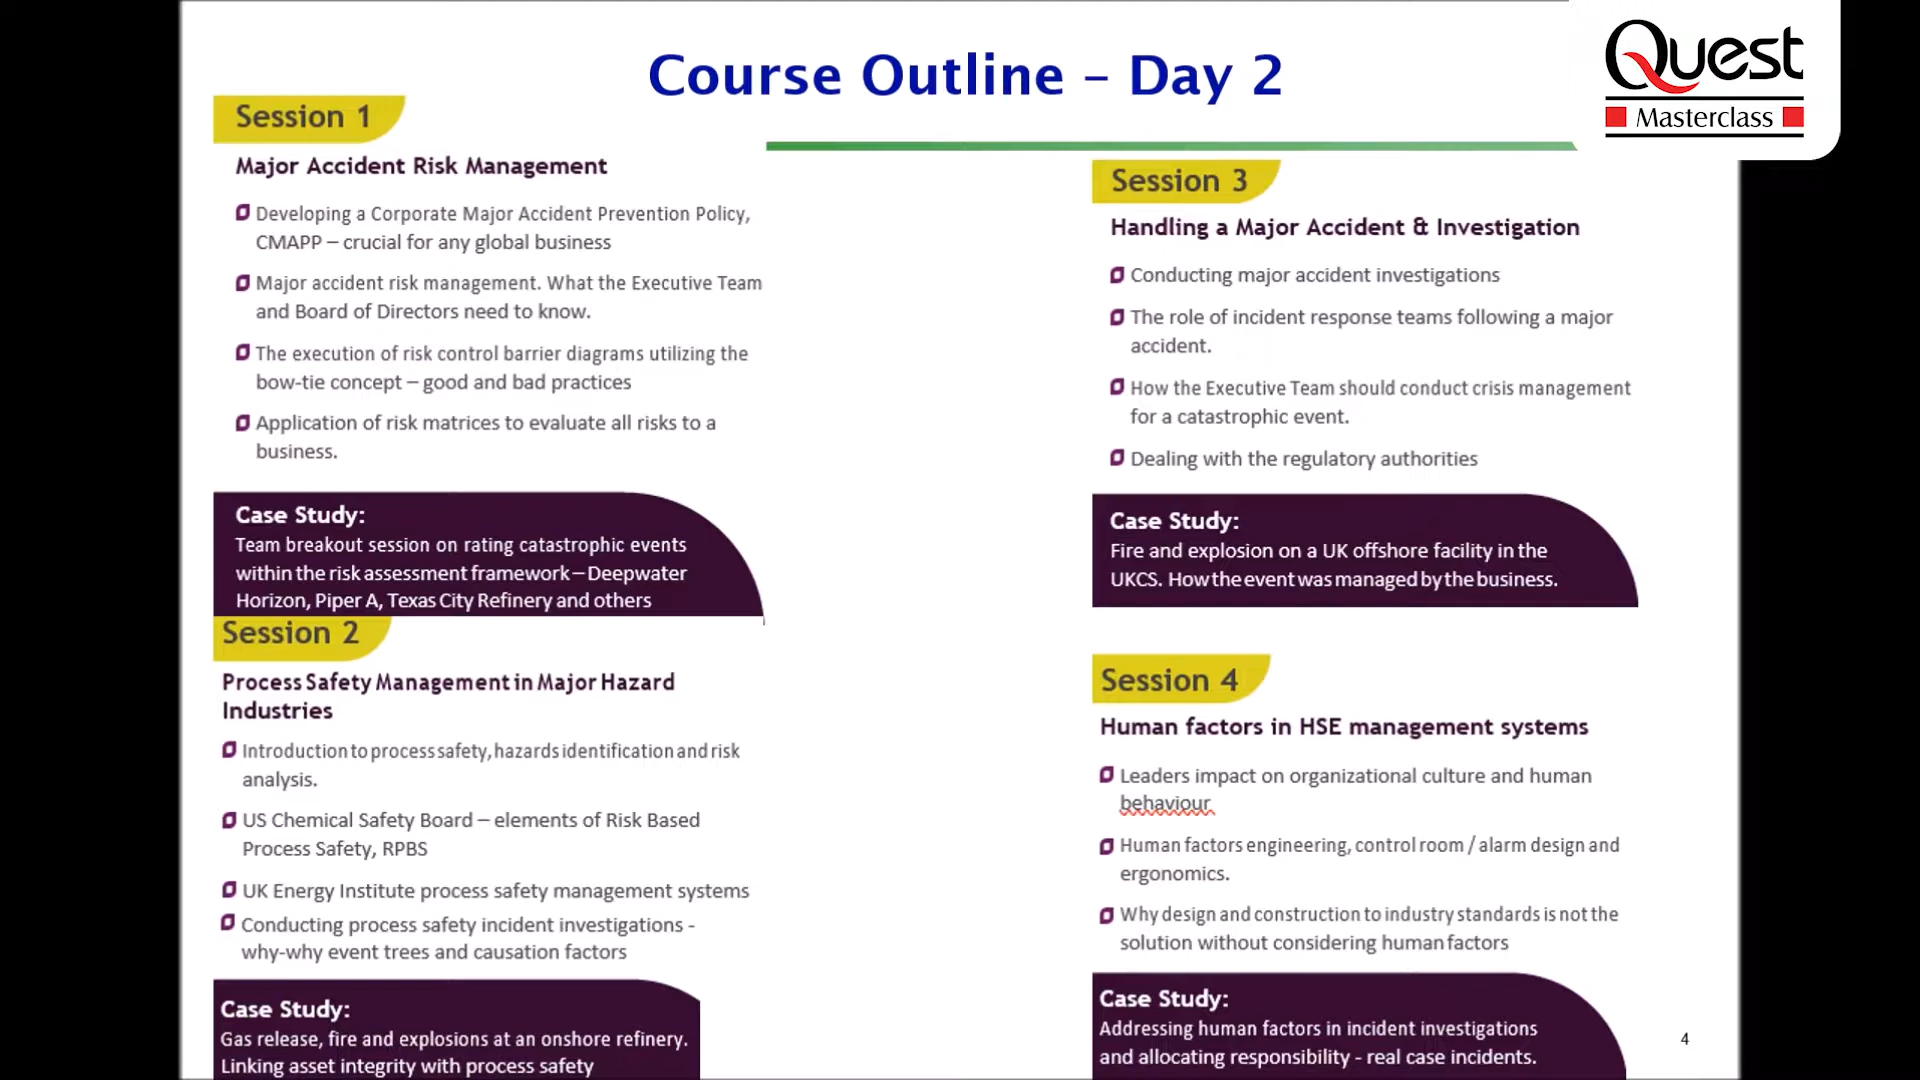 Course Outline – Day 2
Quest
Masterclass
Session 1
Major Accident Risk Management
Developing a Corporate Major Accident Prevention Policy,
CMAPP – crucial for any global business
Major accident risk management. What the Executive Team
and Board of Directors need to know.
The execution of risk control barrier diagrams utilizing the
bow-tie concept – good and bad practices
Application of risk matrices to evaluate all risks to a
business.
Case Study:
Team breakout session on rating catastrophic events
within the risk assessment framework – Deepwater
Horizon, Piper A, Texas City Refinery and others
Session 2
Process Safety Management in Major Hazard
Industries
Introduction to process safety, hazards identification and risk
analysis.
US Chemical Safety Board – elements of Risk Based
Process Safety, RPBS
UK Energy Institute process safety management systems
Conducting process safety incident investigations -
why-why event trees and causation factors
Case Study:
Gas release, fire and explosions at an onshore refinery.
Linking asset integrity with process safety
Session 3
Handling a Major Accident & Investigation
Conducting major accident investigations
The role of incident response teams following a major
accident.
How the Executive Team should conduct crisis management
for a catastrophic event.
Dealing with the regulatory authorities
Case Study:
Fire and explosion on a UK offshore facility in the
UKCS. How the event was managed by the business.
Session 4
Human factors in HSE management systems
Leaders impact on organizational culture and human
behaviour
Human factors engineering, control room / alarm design and
ergonomics.
Why design and construction to industry standards is not the
solution without considering human factors
Case Study:
Addressing human factors in incident investigations
and allocating responsibility - real case incidents.
4